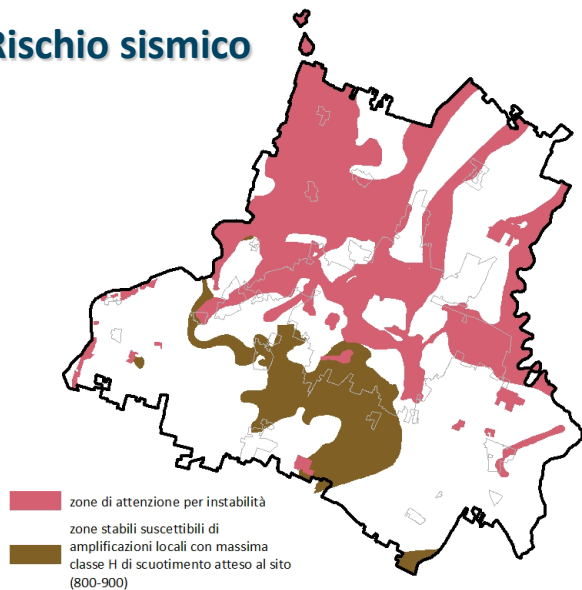 Rischio sismico
zone di attenzione per instabilità
zone stabili suscettibili di
amplificazioni locali con massima
classe H di scuotimento atteso al sito
(800-900)